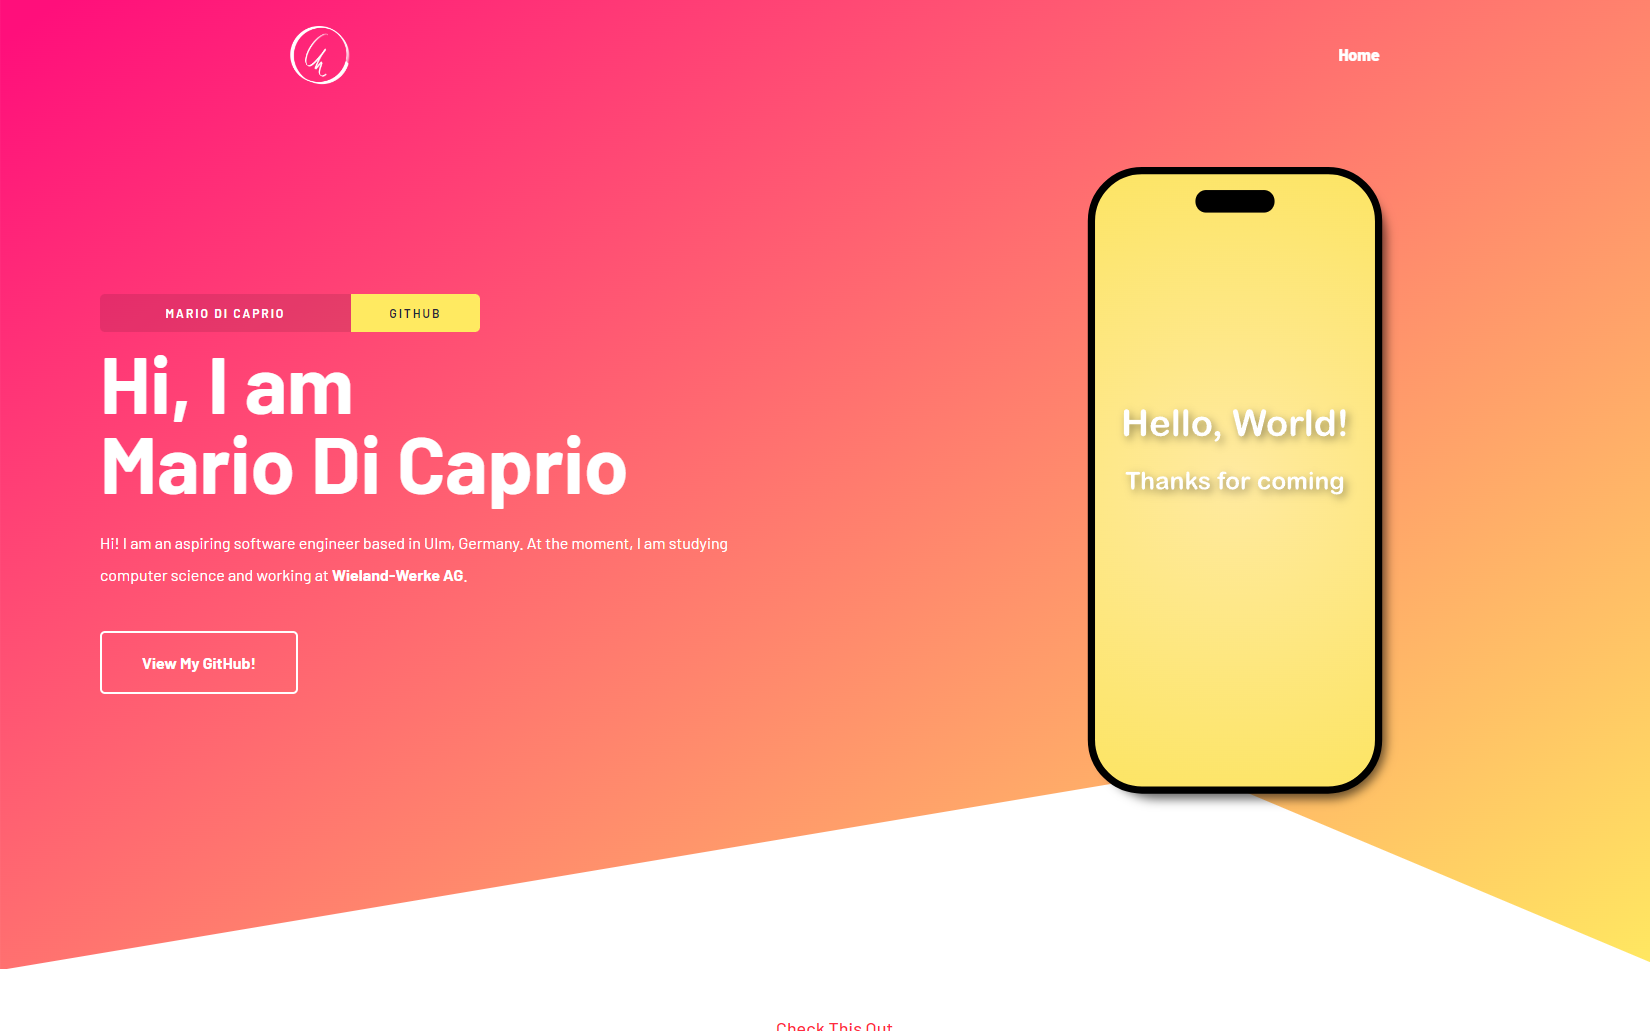 Home
MARIO DI CAPRIO
GITHUB
Hi, I am
Mario Di Caprio
Hi! I am an aspiring software engineer based in Ulm, Germany. At the moment, I am studying
computer science and working at Wieland-Werke AG.
View My GitHub!
Hello, World!
Thanks for coming
Check This Out